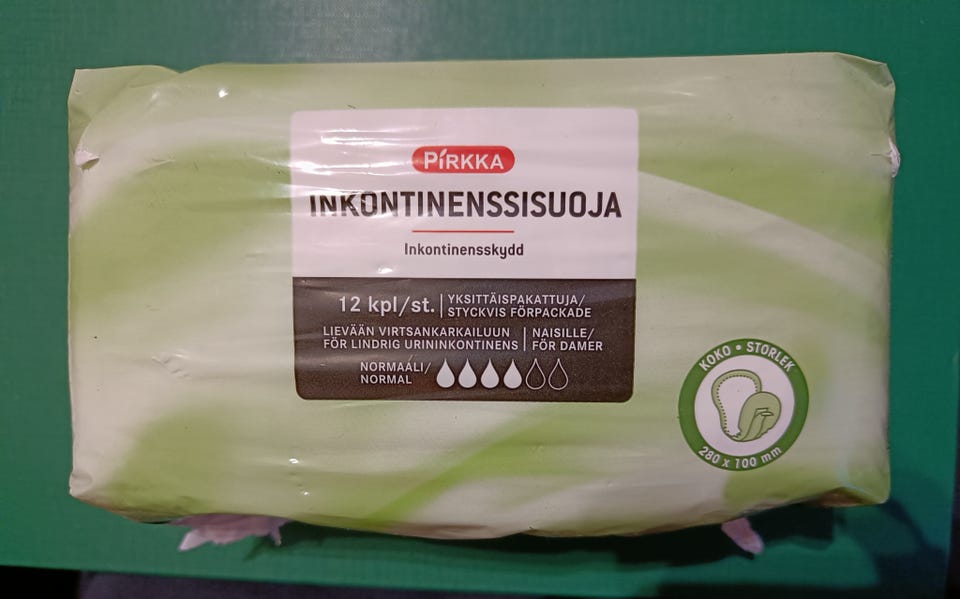 PIRKKA
INKONTINENSSISUOJA
Inkontinensskydd
12 kpl/st.
YKSITTÄISPAKATTUJA/
STYCKVIS FÖRPACKADE
LIEVÄÄN VIRTSANKARKAILUUN
FÖR LINDRIG URININKONTINENS
NAISILLE/
FÖR DAMER
NORMAALI/
NORMAL
KOKO • STORLEK
280 x 100 mm